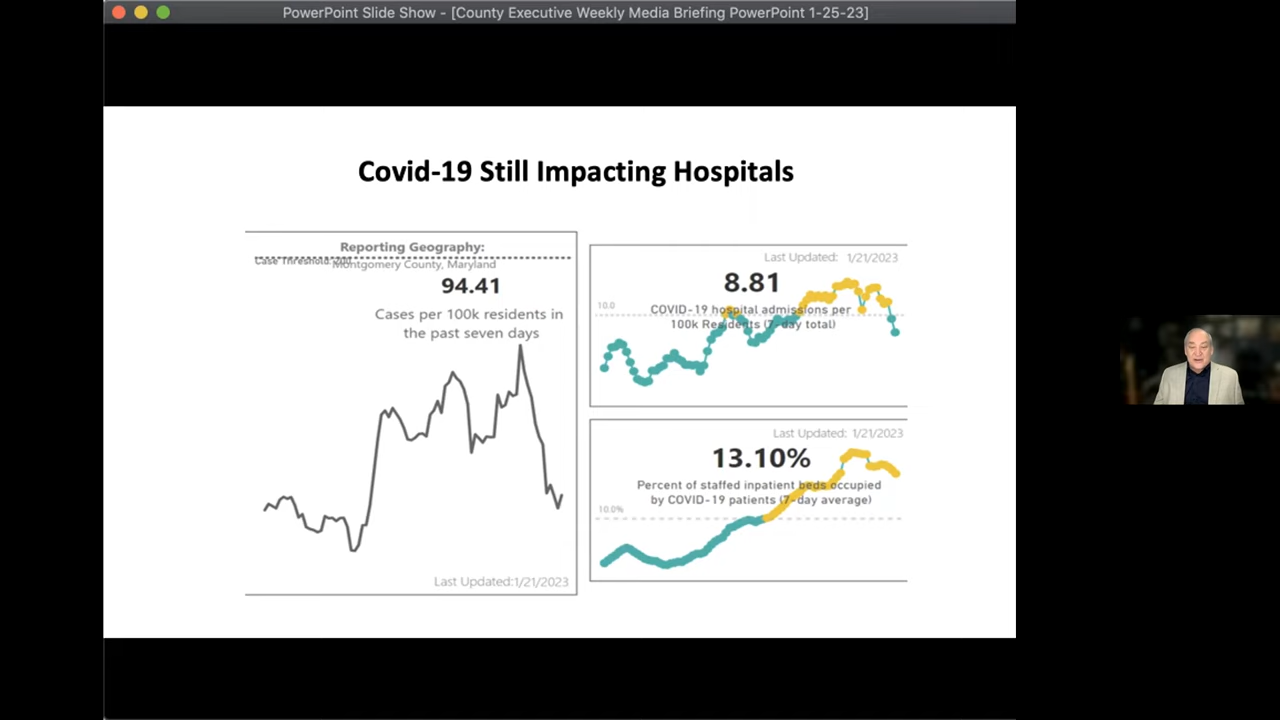 PowerPoint Slide Show - [County Executive Weekly Media Briefing PowerPoint 1-25-23]
Covid-19 Still Impacting Hospitals
Reporting Geography:
Case Threshold: 200
Montgomery County, Maryland
94.41
Cases per 100k residents in
the past seven days
Last Updated:1/21/2023
Last Updated: 1/21/2023
8.81
10.0
COVID-19 hospital admissions per
100k Residents (7-day total)
Last Updated: 1/21/2023
13.10%
Percent of staffed inpatient beds occupied
by COVID-19 patients (7-day average)
10.0%